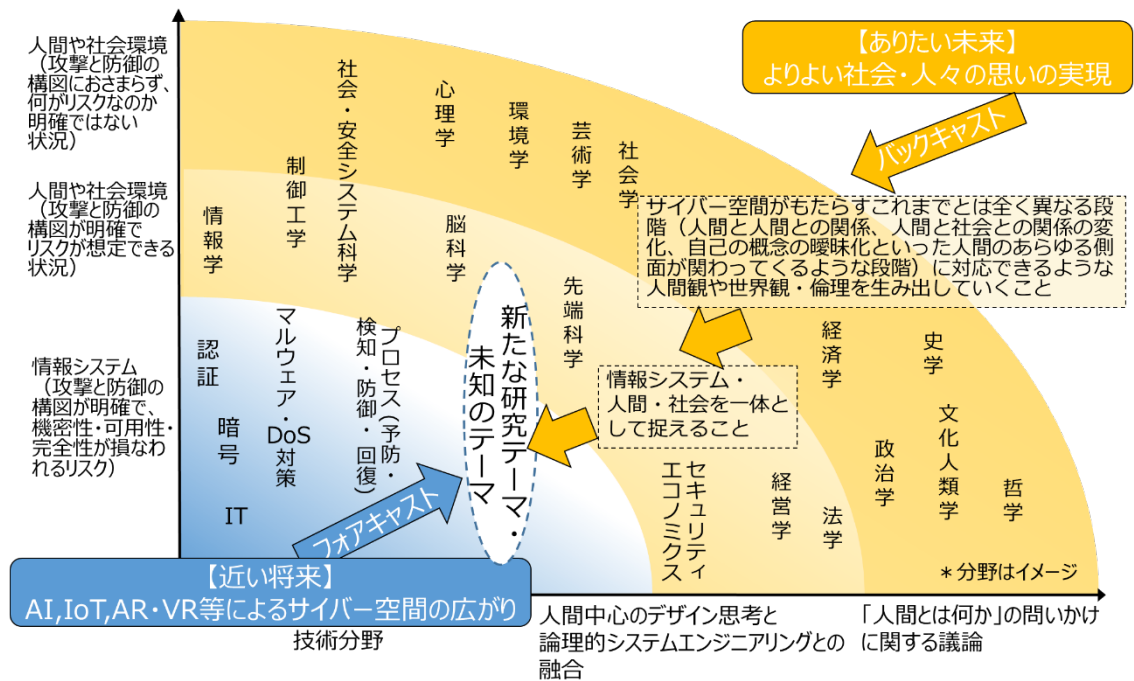 人間や社会環境
（攻撃と防御の
構図におさまらず、
何がリスクなのか
明確ではない
状況）
人間や社会環境
（攻撃と防御の
構図が明確で
リスクが想定できる
状況）
情報システム
（攻撃と防御の
構図が明確で、
機密性・可用性・
完全性が損なわ
れるリスク）
【ありたい未来】
よりよい社会・人々の思いの実現
バックキャスト
社会・安全システム科学
心理学
環境学
芸術学
社会学
情報学
制御工学
脳科学
先端科学
サイバー空間がもたらすこれまでとは全く異なる段
階（人間と人間との関係、人間と社会との関係の変
化、自己の概念の曖昧化といった人間のあらゆる側
面が関わってくるような段階）に対応できるような
人間観や世界観・倫理を生み出していくこと
情報システム・
人間・社会を一体と
して捉えること
新たな研究テーマ・
未知のテーマ
認証
暗号
IT
マルウェア・
DoS
対策
プロセス（予防・
検知・防御・回復）
経済学
史学
政治学
文化人類学
哲学
セキュリティ
エコノミクス
経営学
法学
＊分野はイメージ
フォアキャスト
【近い将来】
AI,IoT,AR・VR等によるサイバー空間の広がり
技術分野
人間中心のデザイン思考と
論理的システムエンジニアリングとの
融合
「人間とは何か」の問いかけ
に関する議論